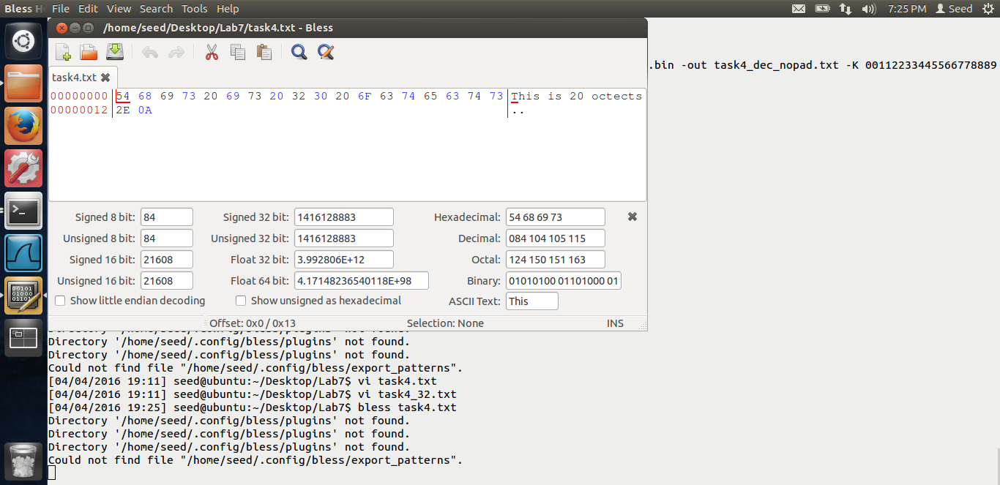 Bless H File Edit View Search Tools Help 7:25 PM Seed
/home/seed/Desktop/Lab7/task4.txt - Bless
.bin -out task4_dec_nopad.txt -K 00112233445566778889
task4.txt
00000000 54 68 69 73 20 69 73 20 32 30 20 6F 63 74 65 63 74 73 This is 20 octects
00000012 2E 0A ..
Signed 8 bit: 84 Signed 32 bit: 1416128883 Hexadecimal: 54 68 69 73
Unsigned 8 bit: 84 Unsigned 32 bit: 1416128883 Decimal: 084 104 105 115
Signed 16 bit: 21608 Float 32 bit: 3.992806E+12 Octal: 124 150 151 163
Unsigned 16 bit: 21608 Float 64 bit: 4.17148236540118E+98 Binary: 01010100 01101000 01
Show little endian decoding Show unsigned as hexadecimal ASCII Text: This
Offset: 0x0 / 0x13 Selection: None INS
Directory '/home/seed/.config/bless/plugins' not found.
Directory '/home/seed/.config/bless/plugins' not found.
Directory '/home/seed/.config/bless/plugins' not found.
Could not find file "/home/seed/.config/bless/export_patterns".
[04/04/2016 19:11] seed@ubuntu:~/Desktop/Lab7$ vi task4.txt
[04/04/2016 19:11] seed@ubuntu:~/Desktop/Lab7$ vi task4_32.txt
[04/04/2016 19:25] seed@ubuntu:~/Desktop/Lab7$ bless task4.txt
Directory '/home/seed/.config/bless/plugins' not found.
Directory '/home/seed/.config/bless/plugins' not found.
Directory '/home/seed/.config/bless/plugins' not found.
Could not find file "/home/seed/.config/bless/export_patterns".